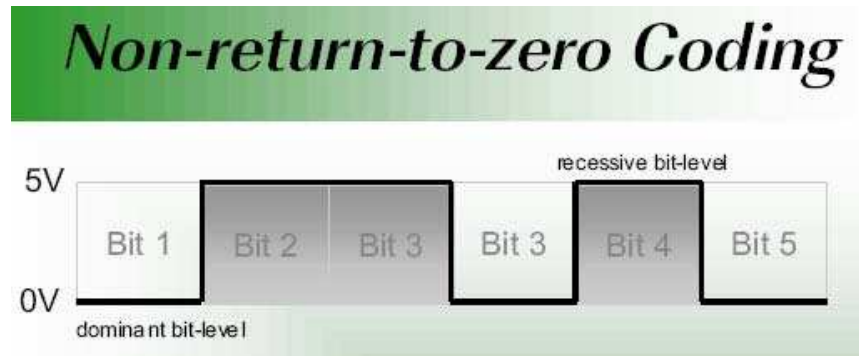 Non-return-to-zero Coding
recessive bit-level
5V
Bit 1 Bit 2 Bit 3 Bit 3 Bit 4 Bit 5
0V
dominant bit-level